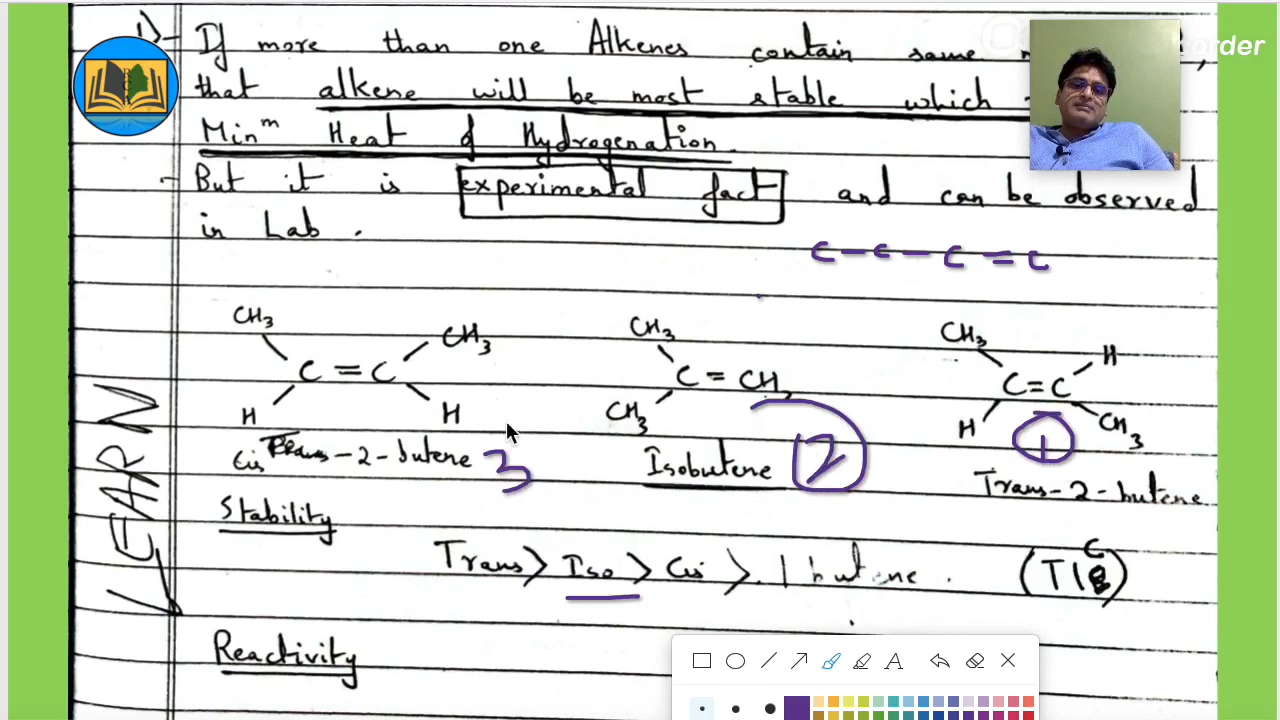 1)- If more than one Alkenes contain same
order
that alkene will be most stable which
Minᵐ Heat of Hydrogenation.
- But it is experimental fact and can be observed
in Lab.
C - C - C = C
CH₃ CH₃ C = C H H
CH₃ CH₃ C = CH₂
CH₃ H C = C H CH₃
cis Trans-2-butene 3
Isobutene 2
1
Trans-2-butene
Stability
Trans > Iso > Cis > 1 butene.
Reactivity
LEARN
A